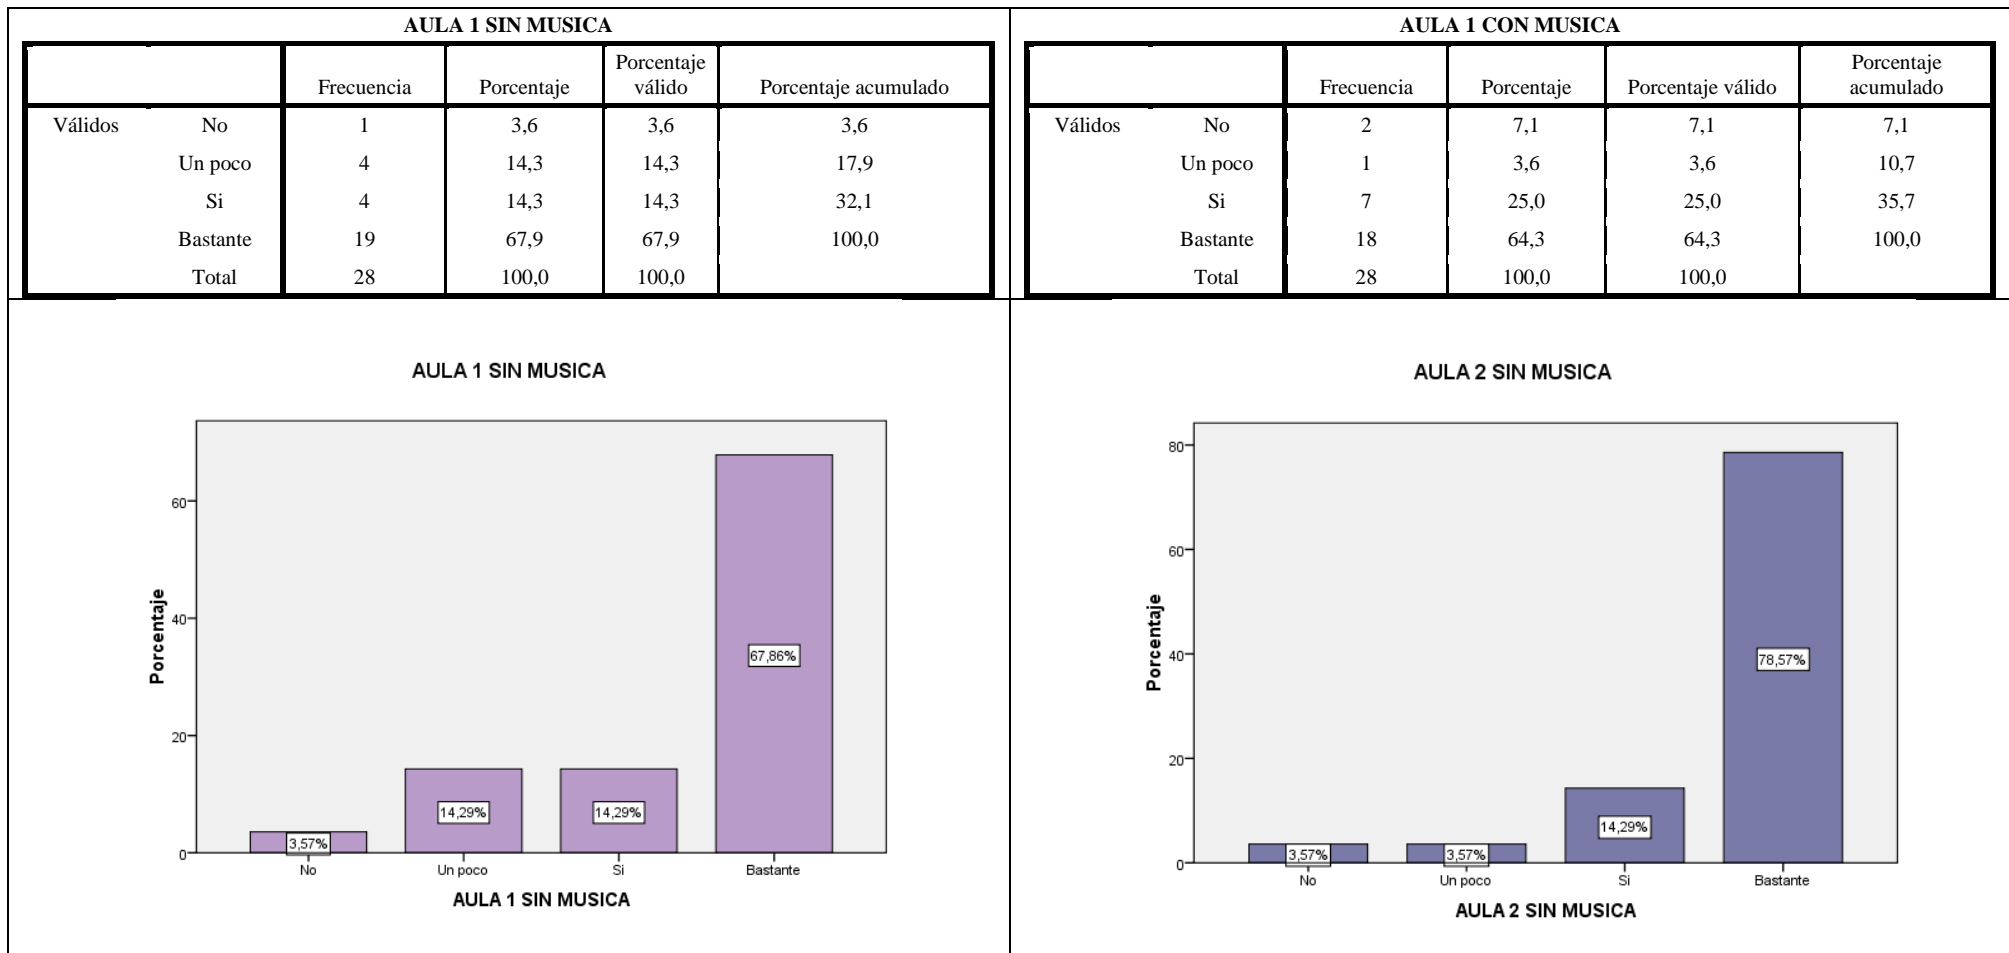 AULA 1 SIN MUSICA
Frecuencia Porcentaje Porcentaje válido Porcentaje acumulado
Válidos No 1 3,6 3,6 3,6
Un poco 4 14,3 14,3 17,9
Si 4 14,3 14,3 32,1
Bastante 19 67,9 67,9 100,0
Total 28 100,0 100,0
AULA 1 CON MUSICA
Frecuencia Porcentaje Porcentaje válido Porcentaje acumulado
Válidos No 2 7,1 7,1 7,1
Un poco 1 3,6 3,6 10,7
Si 7 25,0 25,0 35,7
Bastante 18 64,3 64,3 100,0
Total 28 100,0 100,0
AULA 1 SIN MUSICA
Porcentaje
60
40
20
0
3,57%
14,29%
14,29%
67,86%
No Un poco Si Bastante
AULA 1 SIN MUSICA
AULA 2 SIN MUSICA
Porcentaje
80
60
40
20
0
3,57%
3,57%
14,29%
78,57%
No Un poco Si Bastante
AULA 2 SIN MUSICA